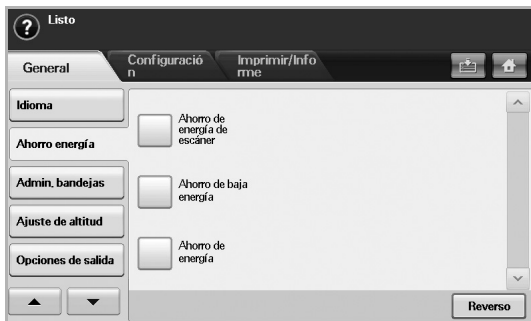 Listo
General
Configuració
n
Imprimir/Info
rme
Idioma
Ahorro energía
Admin. bandejas
Ajuste de altitud
Opciones de salida
Ahorro de
energía de
escáner
Ahorro de baja
energía
Ahorro de
energía
Reverso